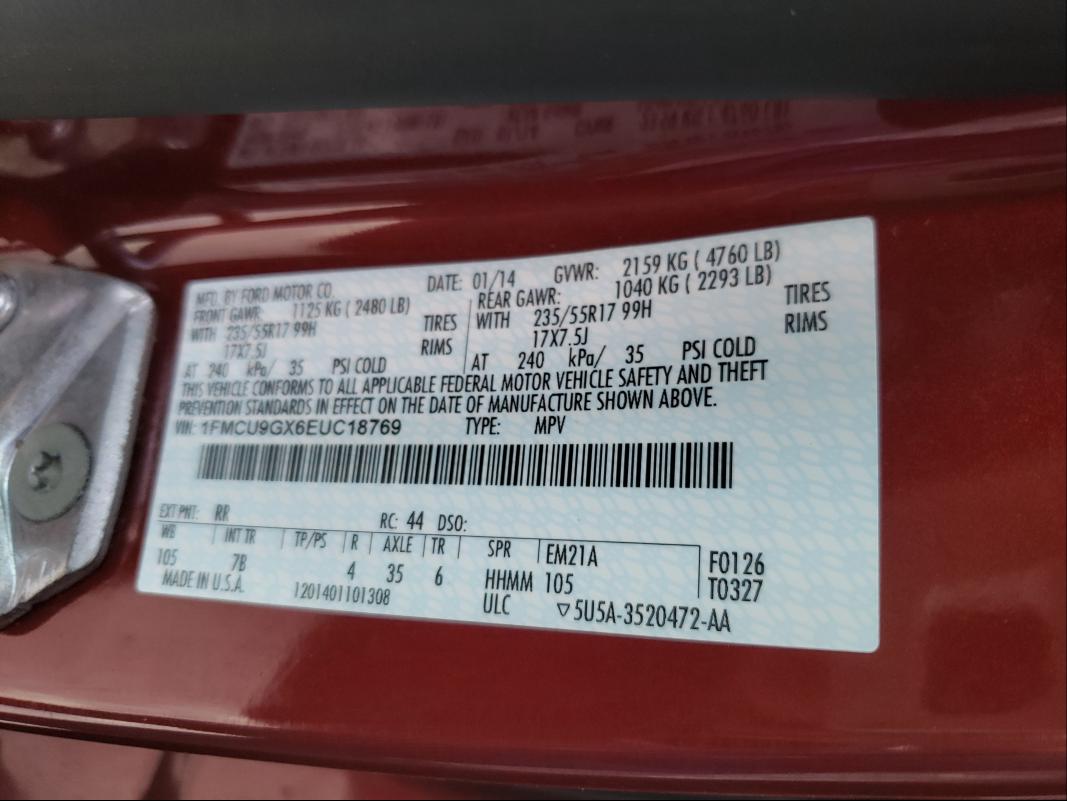 MFD. BY FORD MOTOR CO.
DATE: 01/14 GVWR: 2159 KG ( 4760 LB)
FRONT GAWR: 1125 KG ( 2480 LB) REAR GAWR: 1040 KG ( 2293 LB)
WITH 235/55R17 99H TIRES WITH 235/55R17 99H TIRES
17X7.5J RIMS 17X7.5J RIMS
AT 240 kPa/ 35 PSI COLD AT 240 kPa/ 35 PSI COLD
THIS VEHICLE CONFORMS TO ALL APPLICABLE FEDERAL MOTOR VEHICLE SAFETY AND THEFT
PREVENTION STANDARDS IN EFFECT ON THE DATE OF MANUFACTURE SHOWN ABOVE.
VIN: 1FMCU9GX6EUC18769 TYPE: MPV
EXT PNT: RR RC: 44 DSO:
WB INT TR TP/PS R AXLE TR SPR EM21A F0126
105 7B 4 35 6 HHMM 105 T0327
MADE IN U.S.A. 1201401101308 ULC ▽5U5A-3520472-AA